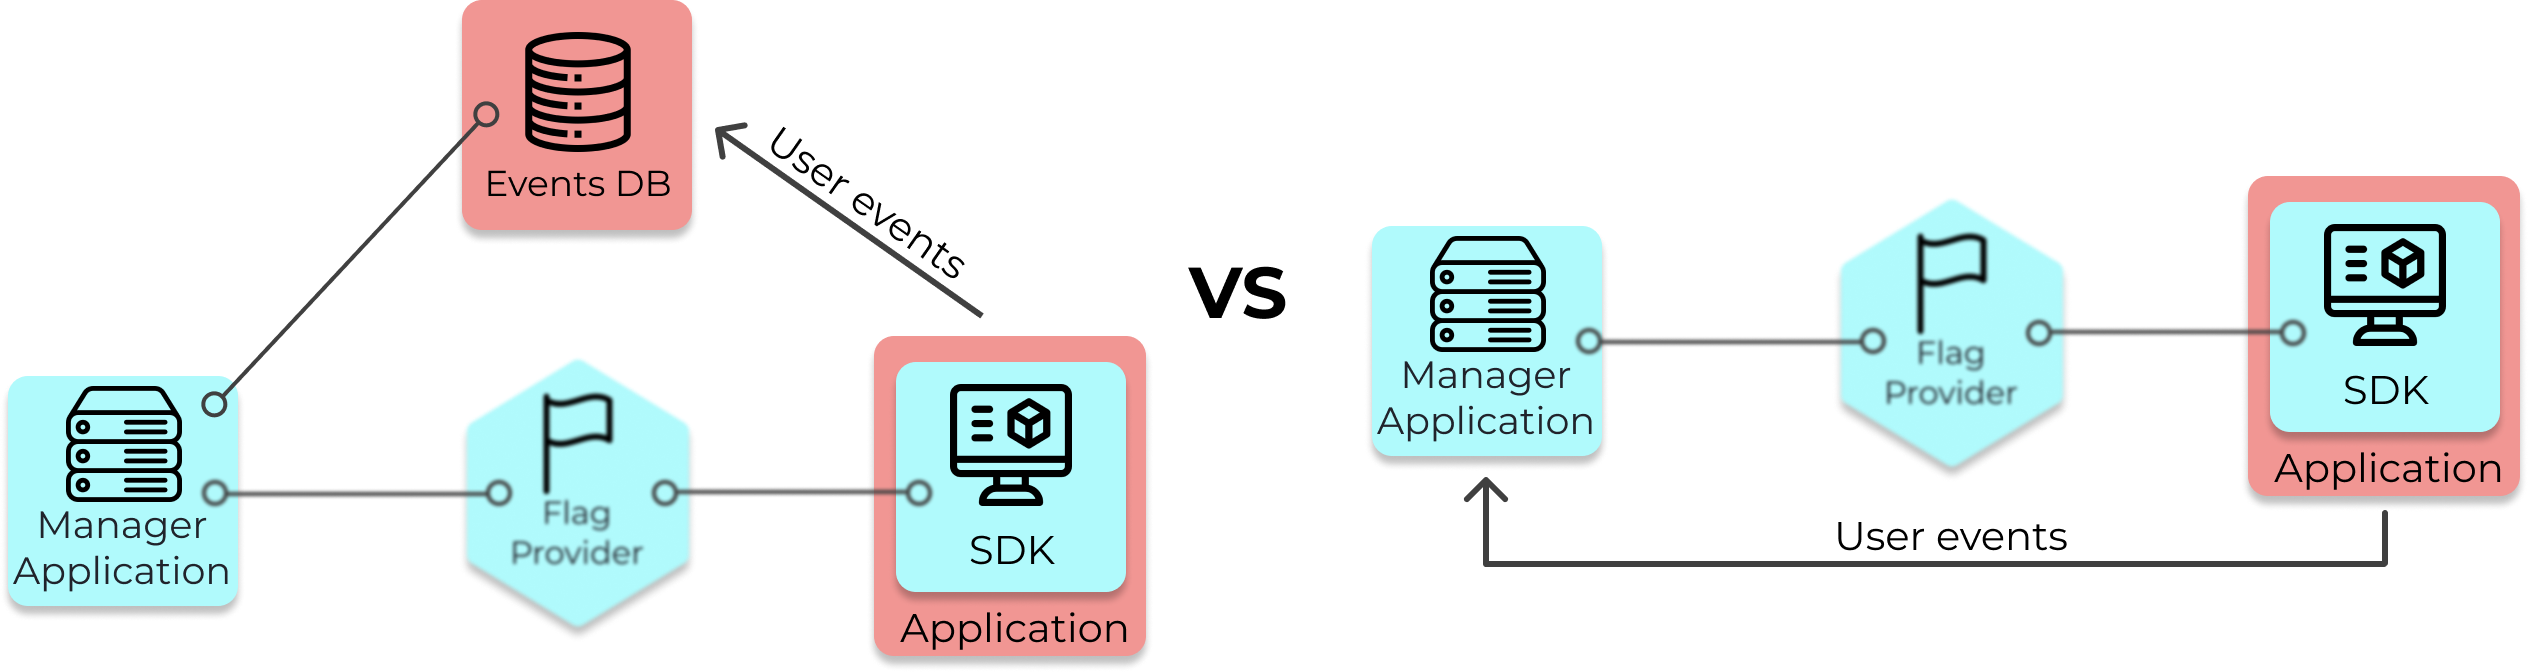 Events DB
User events
Manager
Application
Flag
Provider
SDK
Application
VS
Manager
Application
Flag
Provider
SDK
Application
User events